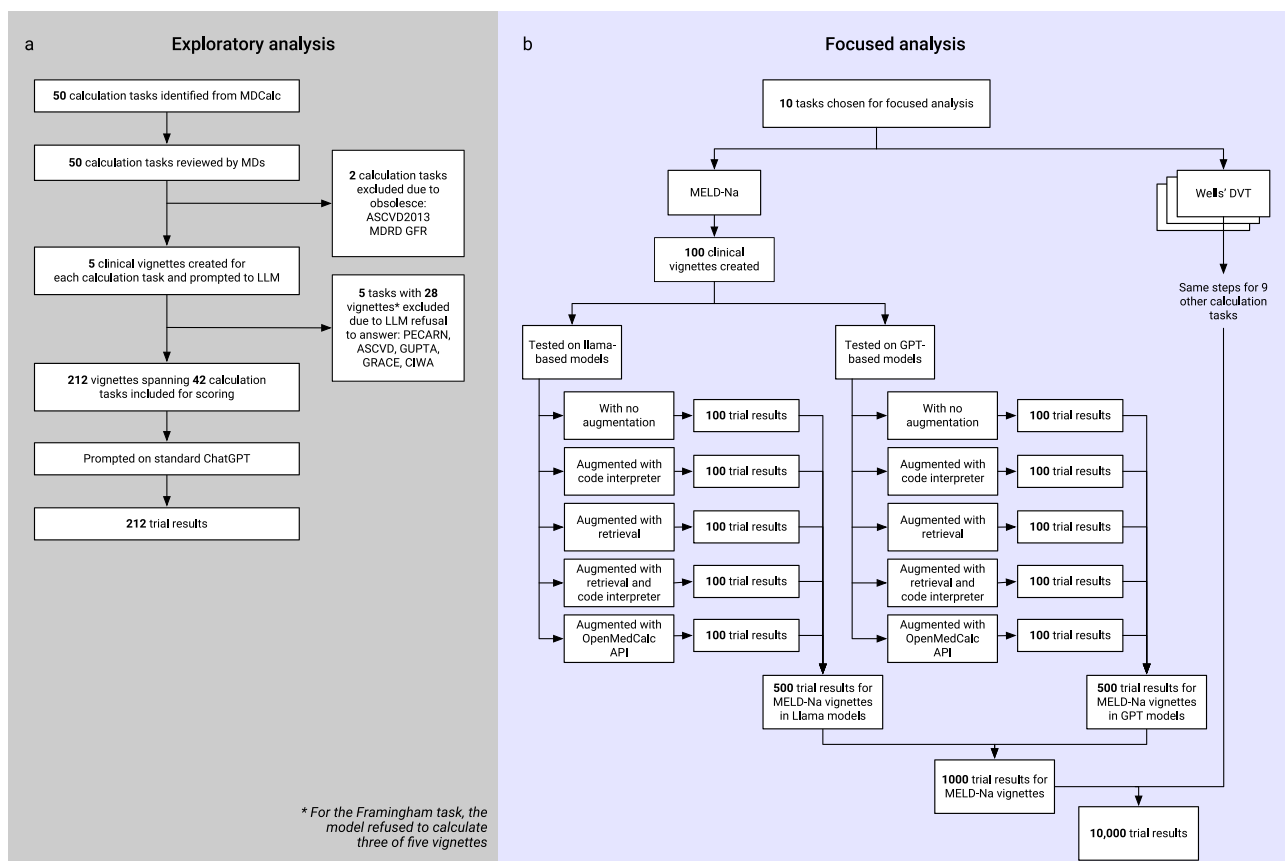 a
Exploratory analysis
50 calculation tasks identified from MDCalc
50 calculation tasks reviewed by MDs
2 calculation tasks
excluded due to
obsolesce:
ASCVD2013
MDRD GFR
5 clinical vignettes created for
each calculation task and prompted to LLM
5 tasks with 28
vignettes* excluded
due to LLM refusal
to answer: PECARN,
ASCVD, GUPTA,
GRACE, CIWA
212 vignettes spanning 42 calculation
tasks included for scoring
Prompted on standard ChatGPT
212 trial results
* For the Framingham task, the
model refused to calculate
three of five vignettes
b
Focused analysis
10 tasks chosen for focused analysis
MELD-Na
Wells' DVT
100 clinical
vignettes created
Same steps for 9
other calculation
tasks
Tested on llama-
based models
Tested on GPT-
based models
With no
augmentation
100 trial results
Augmented with
code interpreter
100 trial results
Augmented with
retrieval
100 trial results
Augmented with
retrieval and
code interpreter
100 trial results
Augmented with
OpenMedCalc
API
100 trial results
With no
augmentation
100 trial results
Augmented with
code interpreter
100 trial results
Augmented with
retrieval
100 trial results
Augmented with
retrieval and
code interpreter
100 trial results
Augmented with
OpenMedCalc
API
100 trial results
500 trial results for
MELD-Na vignettes
in Llama models
500 trial results for
MELD-Na vignettes
in GPT models
1000 trial results for
MELD-Na vignettes
10,000 trial results